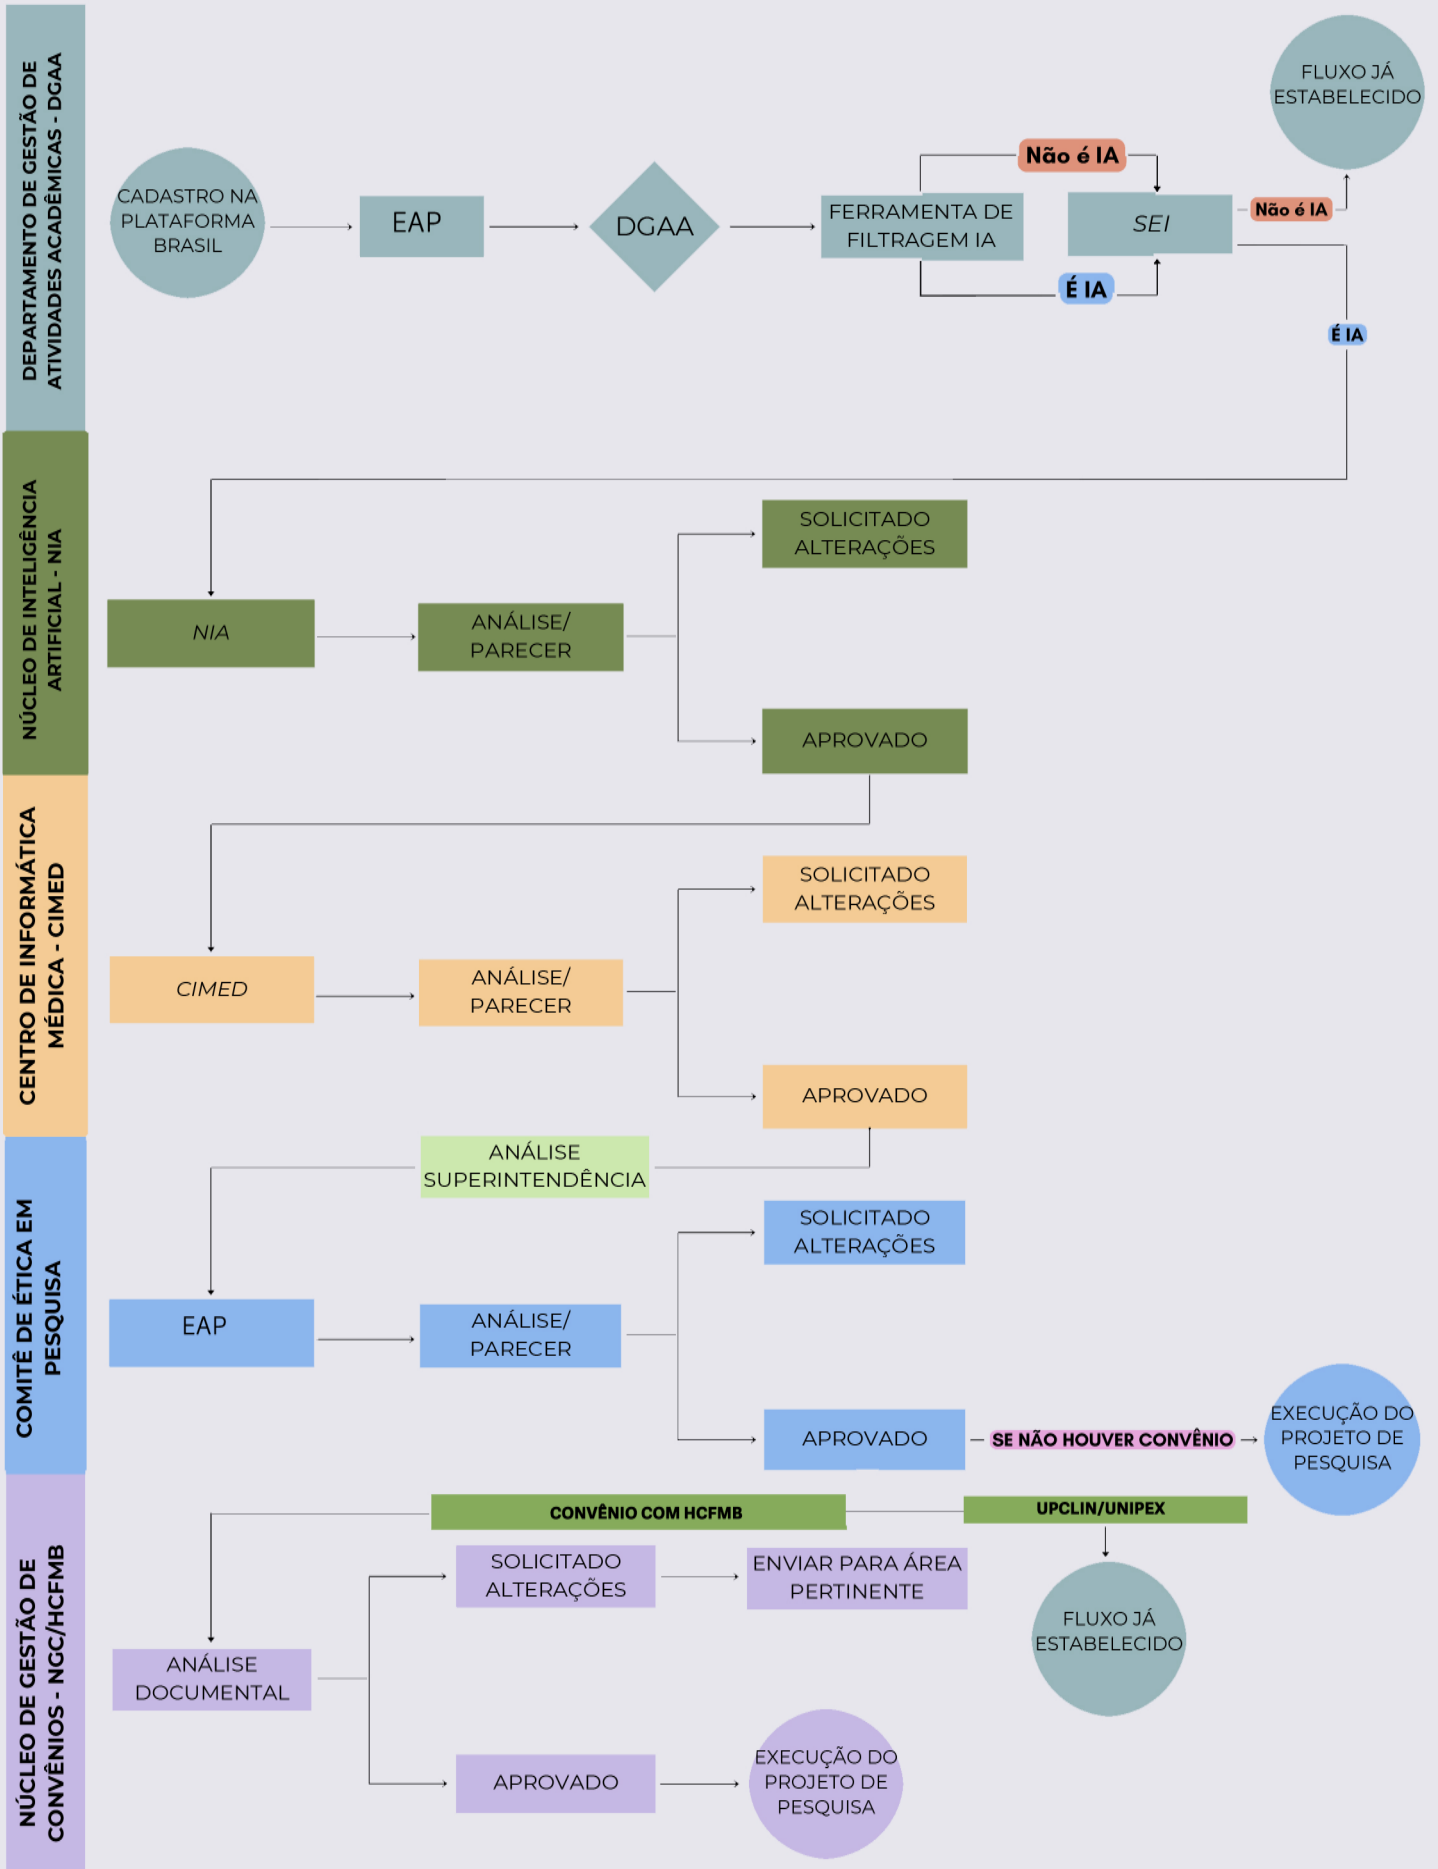 DEPARTAMENTO DE GESTÃO DE
ATIVIDADES ACADÊMICAS - DGAA
CADASTRO NA
PLATAFORMA
BRASIL
EAP
DGAA
FERRAMENTA DE
FILTRAGEM IA
Não é IA
É IA
SEI
Não é IA
FLUXO JÁ
ESTABELECIDO
É IA
NÚCLEO DE INTELIGÊNCIA
ARTIFICIAL - NIA
NIA
ANÁLISE/
PARECER
SOLICITADO
ALTERAÇÕES
APROVADO
CENTRO DE INFORMÁTICA
MÉDICA - CIMED
CIMED
ANÁLISE/
PARECER
SOLICITADO
ALTERAÇÕES
APROVADO
COMITÊ DE ÉTICA EM
PESQUISA
ANÁLISE
SUPERINTENDÊNCIA
EAP
ANÁLISE/
PARECER
SOLICITADO
ALTERAÇÕES
APROVADO
SE NÃO HOUVER CONVÊNIO
EXECUÇÃO DO
PROJETO DE
PESQUISA
NÚCLEO DE GESTÃO DE
CONVÊNIOS - NGC/HCFMB
CONVÊNIO COM HCFMB
UPCLIN/UNIPEX
FLUXO JÁ
ESTABELECIDO
ANÁLISE
DOCUMENTAL
SOLICITADO
ALTERAÇÕES
ENVIAR PARA ÁREA
PERTINENTE
APROVADO
EXECUÇÃO DO
PROJETO DE
PESQUISA